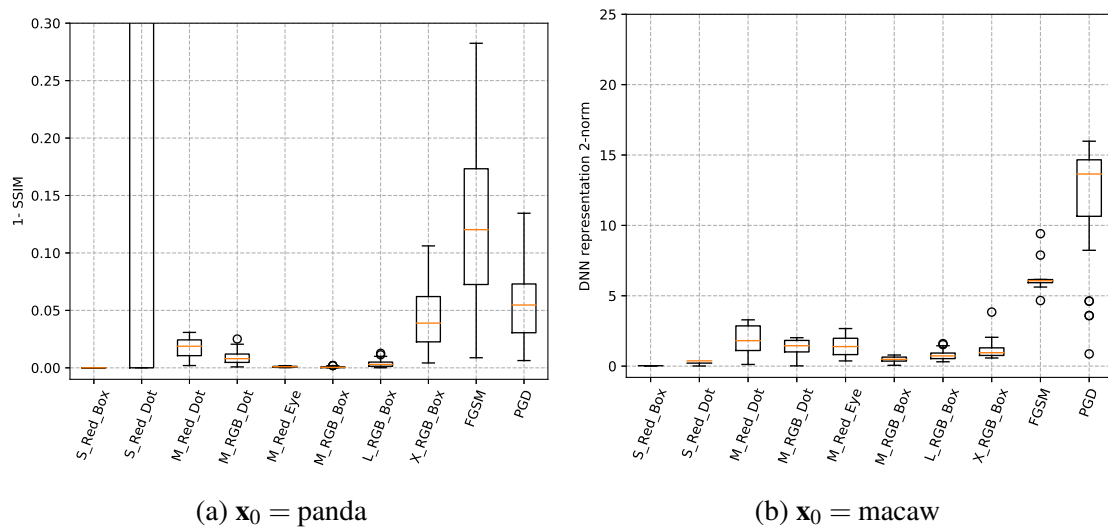 0.30
0.25
0.20
0.15
0.10
0.05
0.00
1- SSIM
S_Red_Box
S_Red_Dot
M_Red_Dot
M_RGB_Dot
M_Red_Eye
M_RGB_Box
L_RGB_Box
X_RGB_Box
FGSM
PGD
(a) x₀ = panda
25
20
15
10
5
0
DNN representation 2-norm
S_Red_Box
S_Red_Dot
M_Red_Dot
M_RGB_Dot
M_Red_Eye
M_RGB_Box
L_RGB_Box
X_RGB_Box
FGSM
PGD
(b) x₀ = macaw